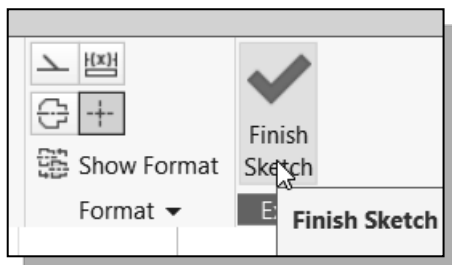 Finish
Sketch
Show Format
Format
Finish Sketch